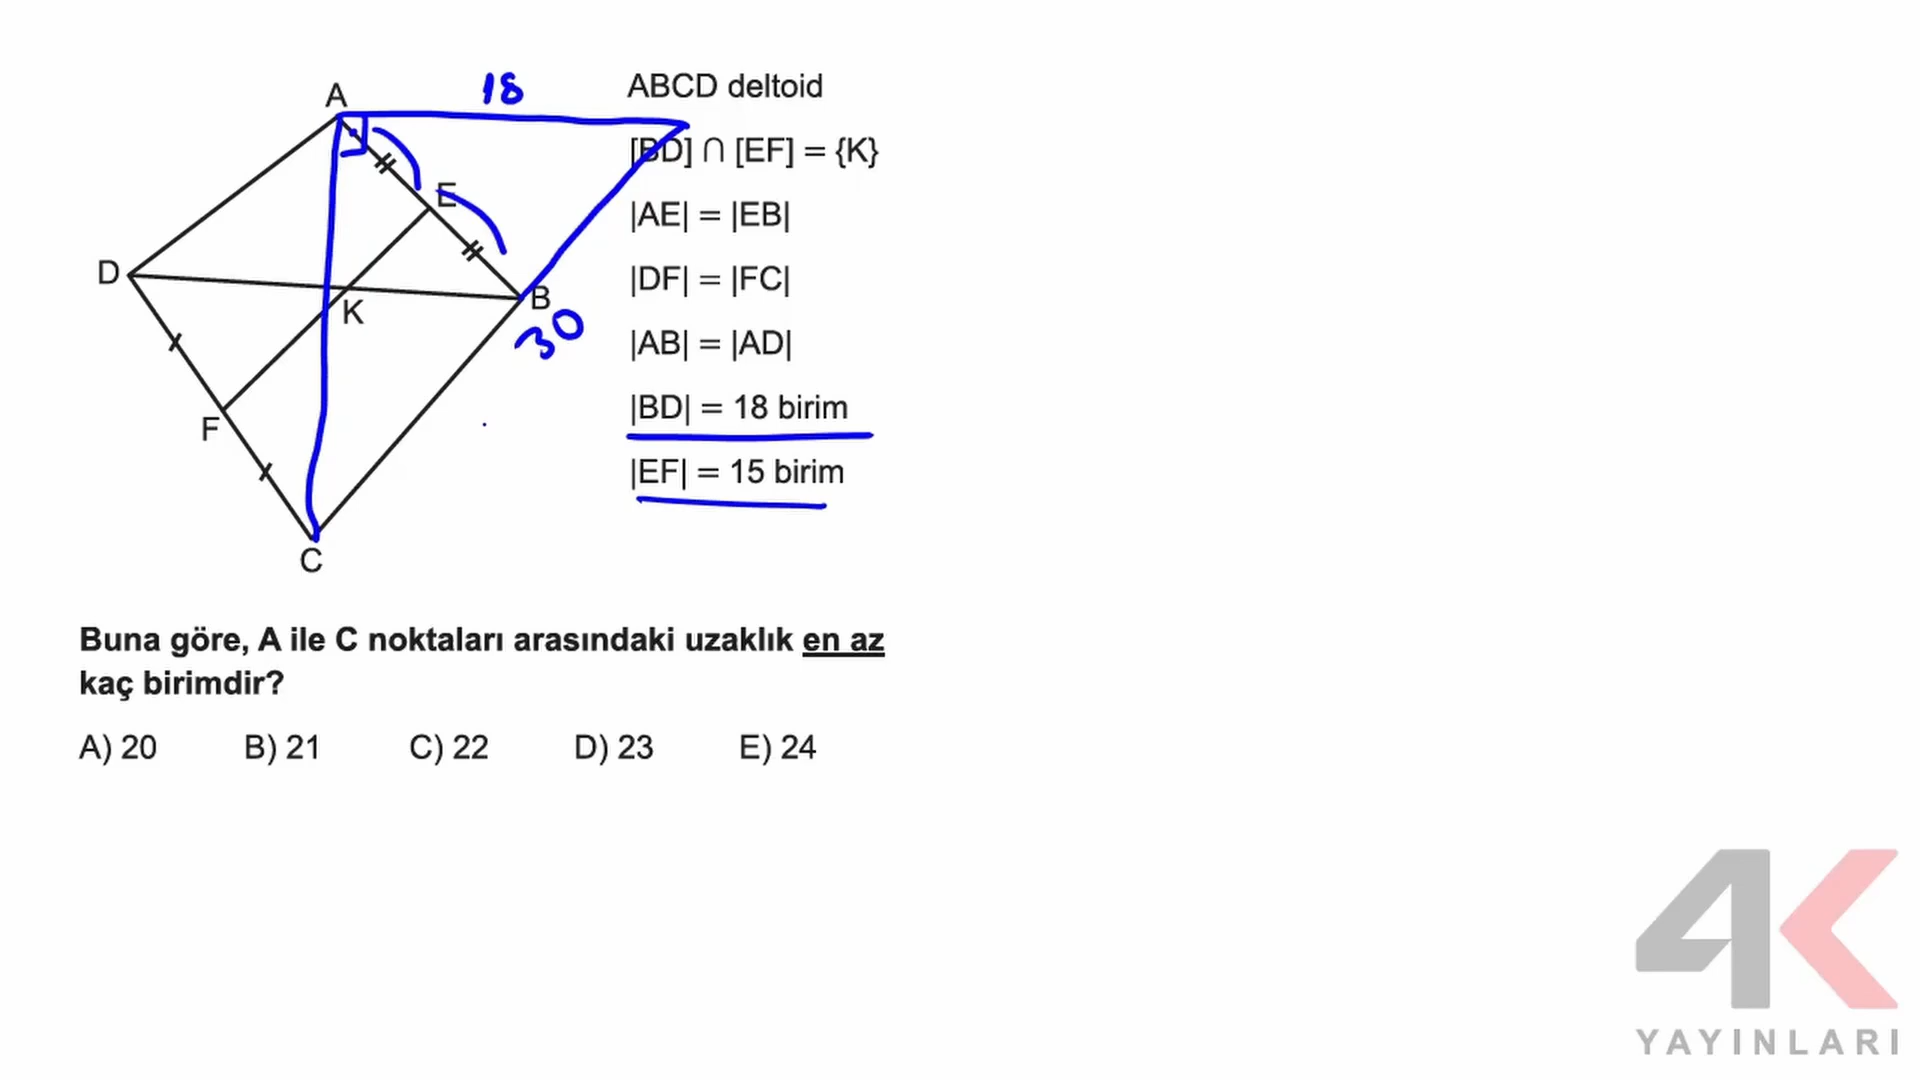 ABCD deltoid
[BD] ∩ [EF] = {K}
|AE| = |EB|
|DF| = |FC|
|AB| = |AD|
|BD| = 18 birim
|EF| = 15 birim
A
18
E
D
K
B
30
F
C
Buna göre, A ile C noktaları arasındaki uzaklık en az
kaç birimdir?
A) 20 B) 21 C) 22 D) 23 E) 24
4K
YAYINLARI